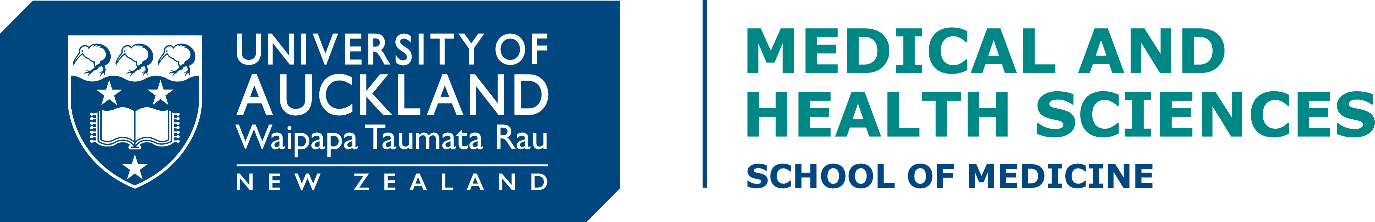 UNIVERSITY OF
AUCKLAND
Waipapa Taumata Rau
NEW ZEALAND
MEDICAL AND
HEALTH SCIENCES
SCHOOL OF MEDICINE